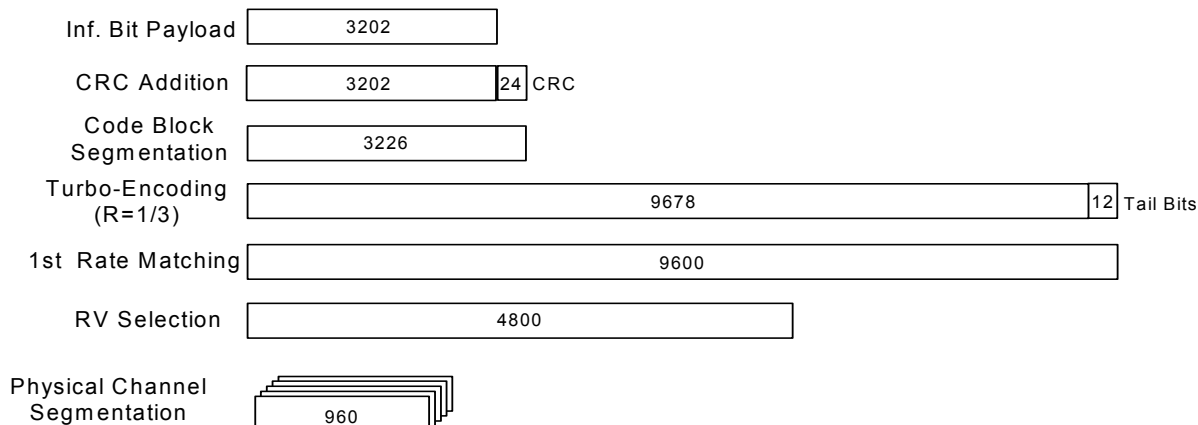 Inf. Bit Payload 3202
CRC Addition 3202 24 CRC
Code Block
Segmentation 3226
Turbo-Encoding
(R=1/3) 9678 12 Tail Bits
1st Rate Matching 9600
RV Selection 4800
Physical Channel
Segmentation 960